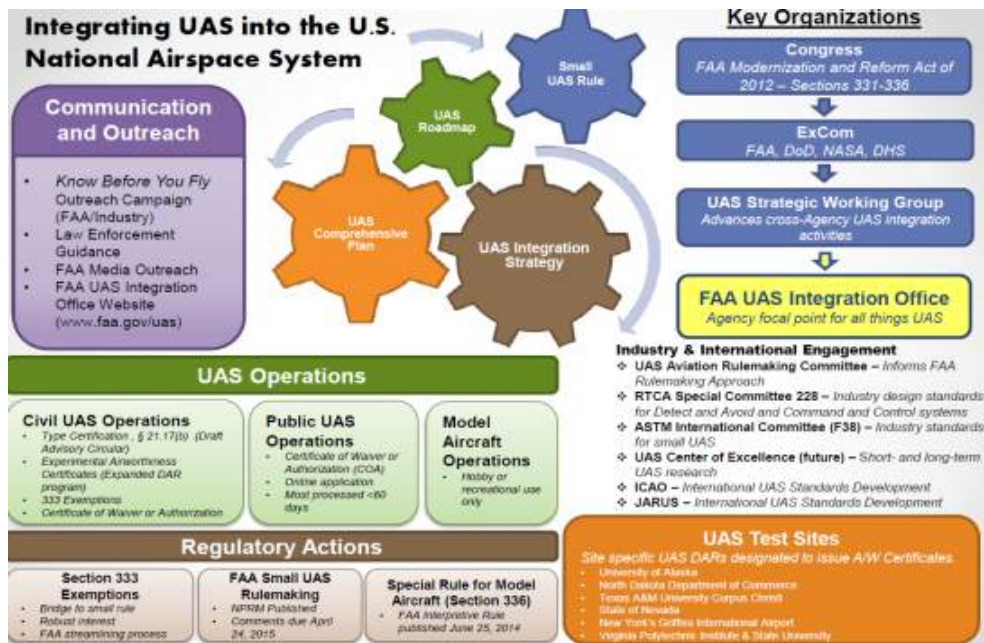 Integrating UAS into the U.S.
National Airspace System
Communication
and Outreach
• Know Before You Fly
Outreach Campaign
(FAA/Industry)
• Law Enforcement
Guidance
• FAA Media Outreach
• FAA UAS Integration
Office Website
(www.faa.gov/uas)
Small
UAS Rule
UAS
Roadmap
UAS
Comprehensive
Plan
UAS Integration
Strategy
Key Organizations
Congress
FAA Modernization and Reform Act of
2012 – Sections 331-336
ExCom
FAA, DoD, NASA, DHS
UAS Strategic Working Group
Advances cross-Agency UAS integration
activities
FAA UAS Integration Office
Agency focal point for all things UAS
Industry & International Engagement
❖ UAS Aviation Rulemaking Committee – Informs FAA
Rulemaking Approach
❖ RTCA Special Committee 228 – Industry design standards
for Detect and Avoid and Command and Control systems
❖ ASTM International Committee (F38) – Industry standards
for small UAS
❖ UAS Center of Excellence (future) – Short- and long-term
UAS research
❖ ICAO – International UAS Standards Development
❖ JARUS – International UAS Standards Development
UAS Operations
Civil UAS Operations
• Type Certification, § 21.17(b) (Draft
Advisory Circular)
• Experimental Airworthiness
Certificates (Expanded DAR
program)
• 333 Exemptions
• Certificate of Waiver or Authorization
Public UAS
Operations
• Certificate of Waiver or
Authorization (COA)
• Online application
• Most processed <60
days
Model
Aircraft
Operations
• Hobby or
recreational use
only
Regulatory Actions
Section 333
Exemptions
• Bridge to small rule
• Robust interest
• FAA streamlining process
FAA Small UAS
Rulemaking
• NPRM Published
• Comments due April
24, 2015
Special Rule for Model
Aircraft (Section 336)
• FAA Interpretive Rule
published June 25, 2014
UAS Test Sites
Site specific UAS DARs designated to issue A/W Certificates
• University of Alaska
• North Dakota Department of Commerce
• Texas A&M University Corpus Christi
• State of Nevada
• New York's Griffiss International Airport
• Virginia Polytechnic Institute & State University